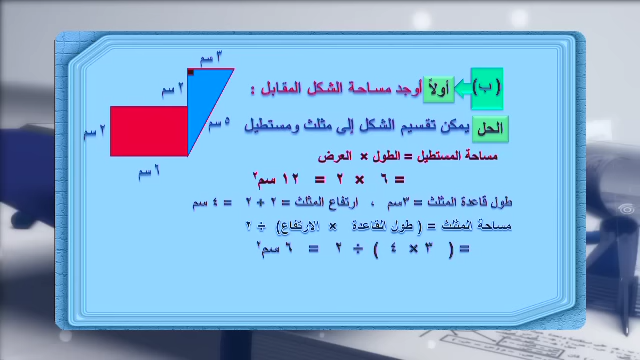 (ب) أولاً أوجد مساحة الشكل المقابل :
الحل يمكن تقسيم الشكل إلى مثلث ومستطيل
مساحة المستطيل = الطول × العرض
= ٦ × ٢ = ١٢ سم٢
طول قاعدة المثلث = ٣سم ، ارتفاع المثلث = ٢ + ٢ = ٤ سم
مساحة المثلث = ( طول القاعدة × الارتفاع) ÷ ٢
= ( ٣ × ٤ ) ÷ ٢ = ٦ سم٢
٣ سم
٢ سم
٥ سم
٢ سم
٦ سم